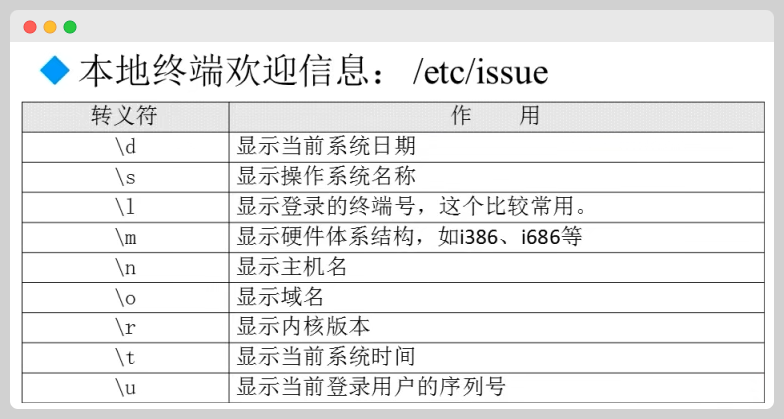 本地终端欢迎信息： /etc/issue
转义符 作 用
\d 显示当前系统日期
\s 显示操作系统名称
\l 显示登录的终端号，这个比较常用。
\m 显示硬件体系结构，如i386、i686等
\n 显示主机名
\o 显示域名
\r 显示内核版本
\t 显示当前系统时间
\u 显示当前登录用户的序列号